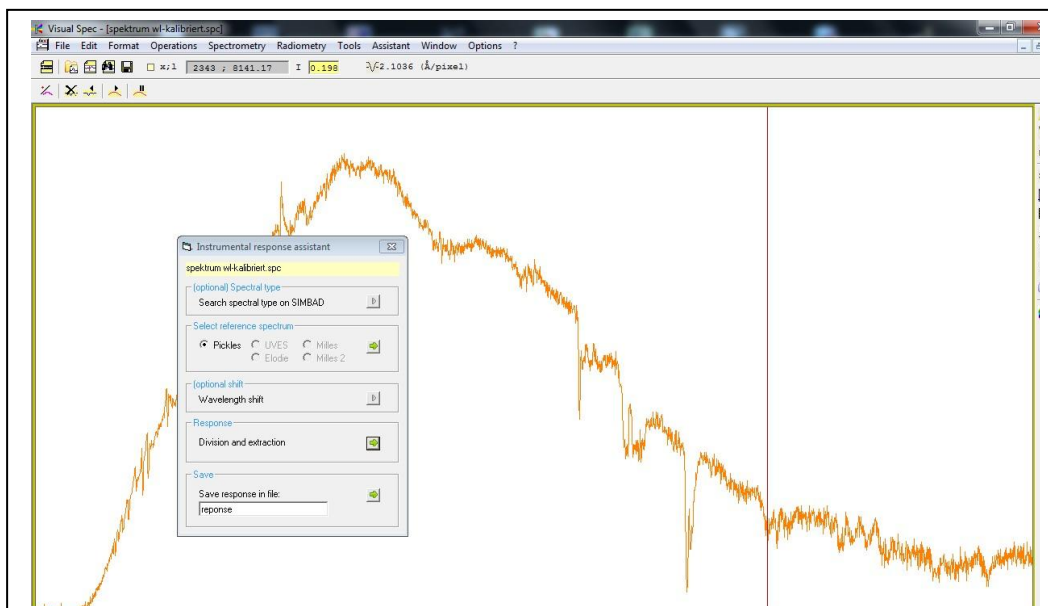 Visual Spec - [spektrum wl-kalibriert.spc]
File Edit Format Operations Spectrometry Radiometry Tools Assistant Window Options ?
x;1 2343 ; 8141.17 I 0.198 2.1036 (Å/pixel)
Instrumental response assistant
spektrum wl-kalibriert.spc
(optional) Spectral type
Search spectral type on SIMBAD
Select reference spectrum
Pickles UVES Milles
Elodie Milles 2
(optional shift
Wavelength shift
Response
Division and extraction
Save
Save response in file:
reponse